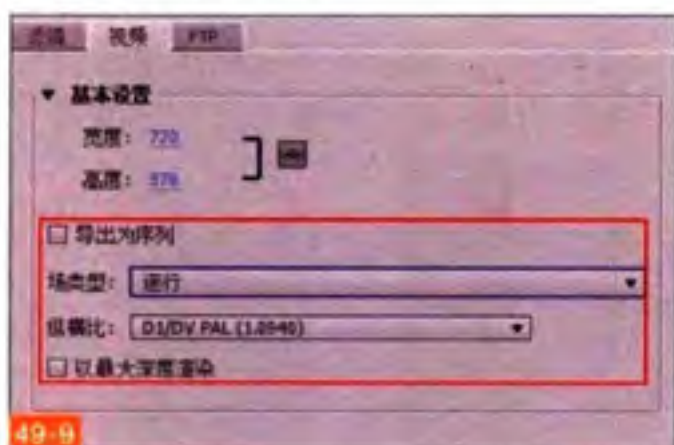 滤镜 视频 FTP
▼ 基本设置
宽度: 720
高度: 576
导出为序列
场类型: 逐行
纵横比: D1/DV PAL (1.0940)
以最大深度渲染
49-9